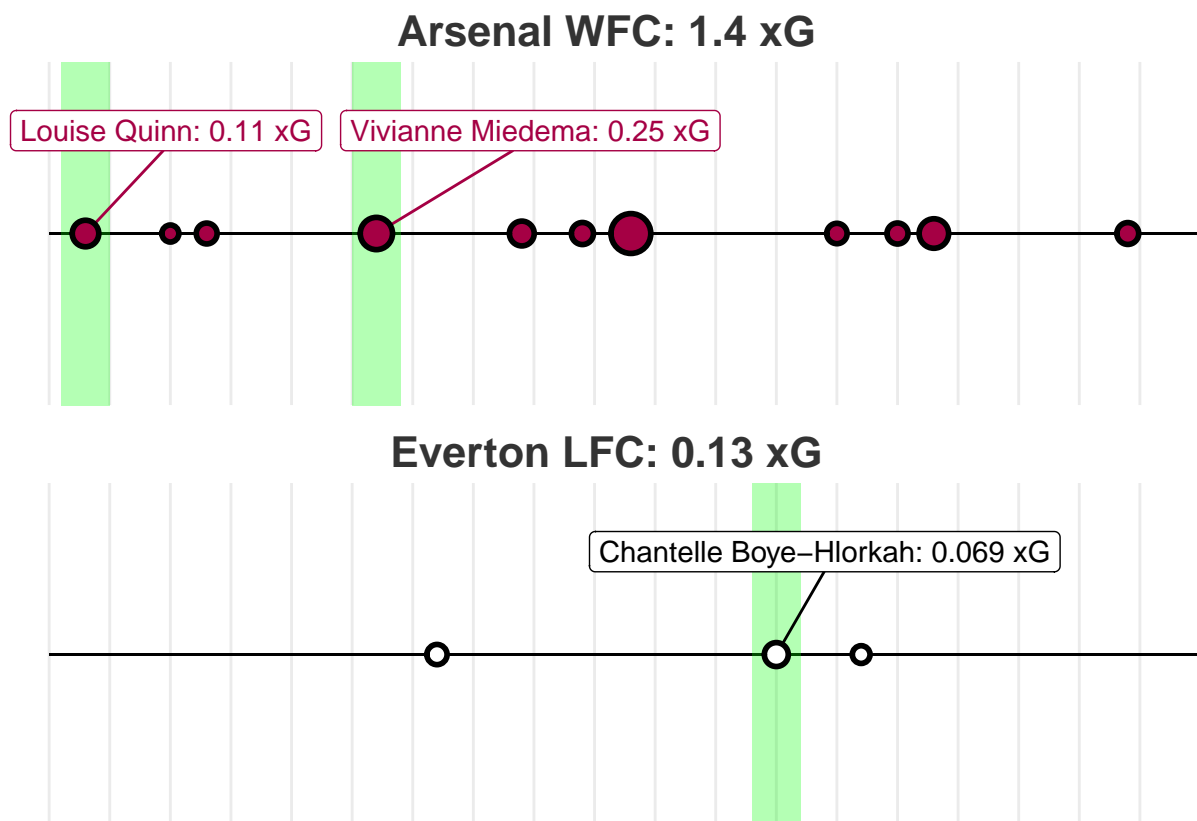 Arsenal WFC: 1.4 xG
Louise Quinn: 0.11 xG
Vivianne Miedema: 0.25 xG
Everton LFC: 0.13 xG
Chantelle Boye−Hlorkah: 0.069 xG